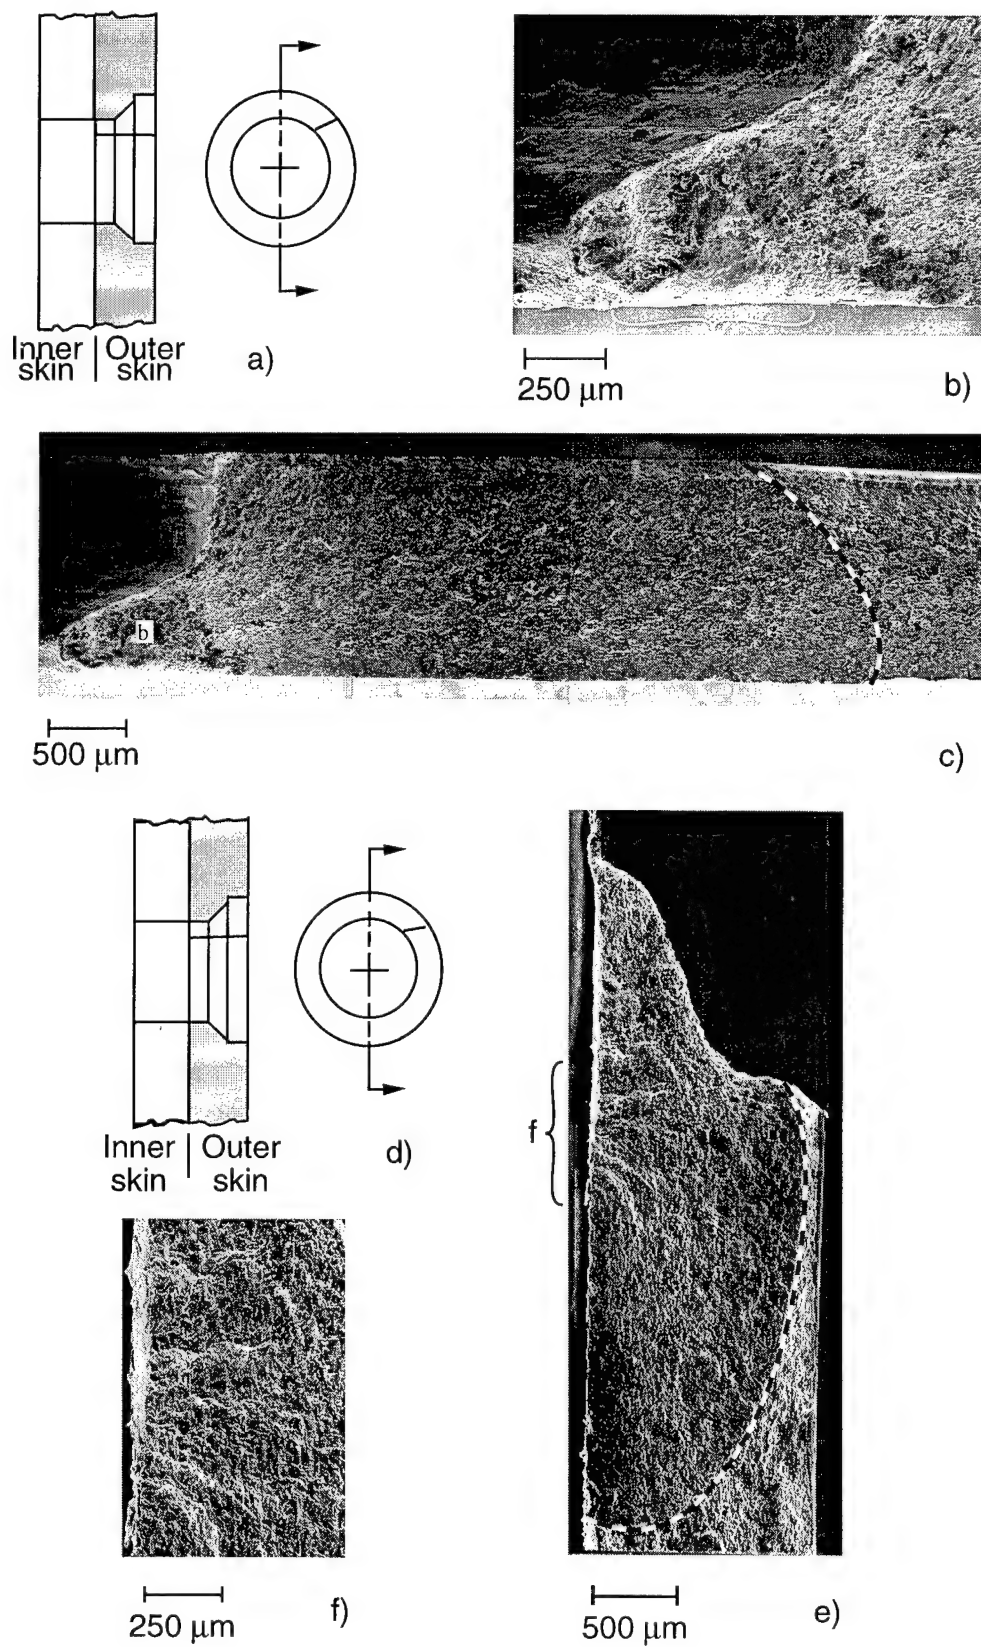 Inner | Outer
skin | skin
a)
250 μm
b)
b
500 μm
c)
Inner | Outer
skin | skin
d)
f
250 μm
f)
500 μm
e)